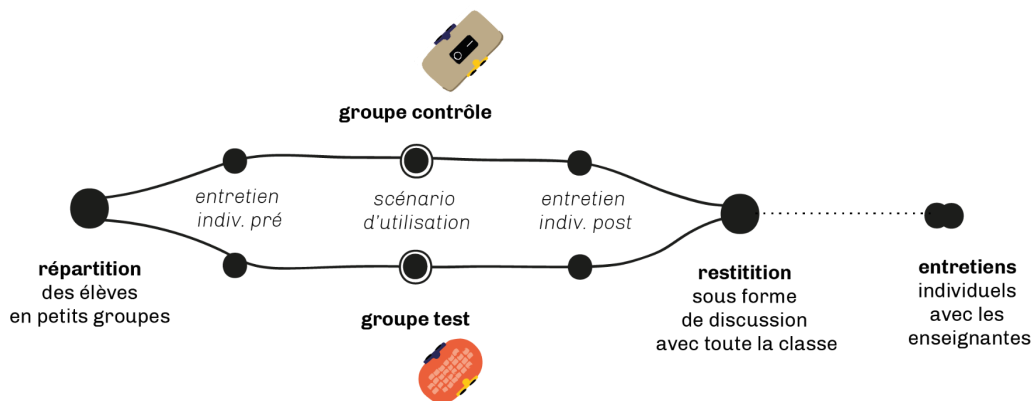 groupe contrôle
entretien
indiv. pré
scénario
d'utilisation
entretien
indiv. post
répartition
des élèves
en petits groupes
groupe test
restitition
sous forme
de discussion
avec toute la classe
entretiens
individuels
avec les
enseignantes